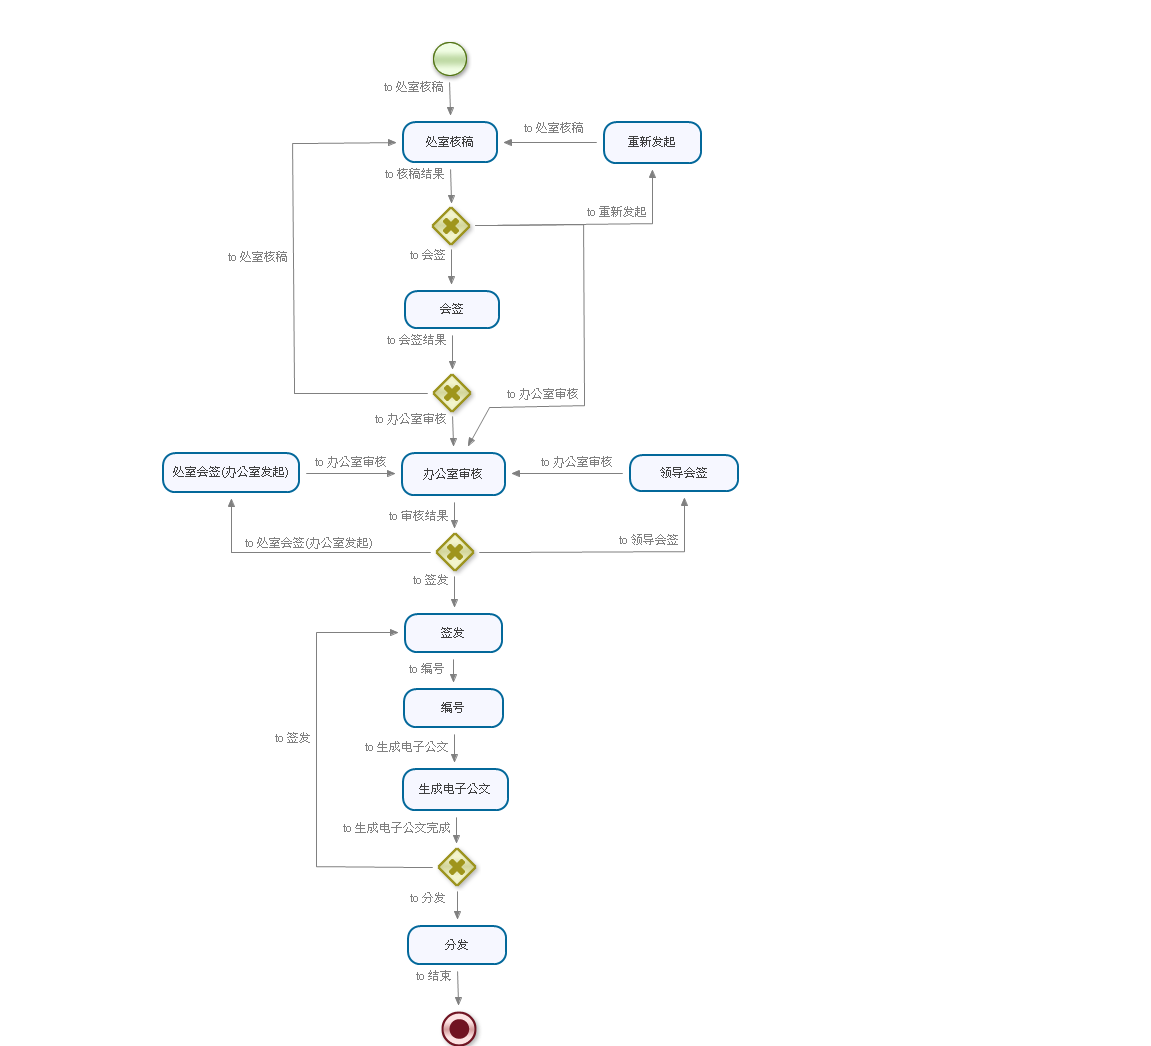 to 处室核稿
to 处室核稿
处室核稿
重新发起
to 核稿结果
to 重新发起
to 会签
to 处室核稿
会签
to 会签结果
to 办公室审核
to 办公室审核
to 办公室审核
to 办公室审核
处室会签(办公室发起)
办公室审核
领导会签
to 审核结果
to 处室会签(办公室发起)
to 领导会签
to 签发
签发
to 编号
编号
to 签发
to 生成电子公文
生成电子公文
to 生成电子公文完成
to 分发
分发
to 结束